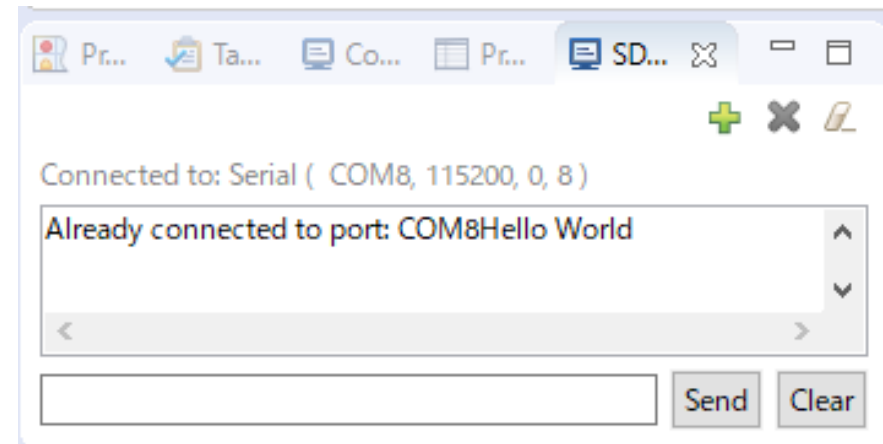 Pr... Ta... Co... Pr... SD...
Connected to: Serial ( COM8, 115200, 0, 8 )
Already connected to port: COM8Hello World
Send Clear